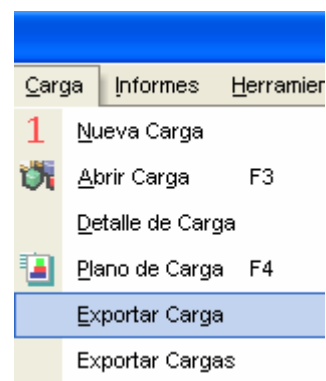 Carga Informes Herramien
1 Nueva Carga
Abrir Carga F3
Detalle de Carga
Plano de Carga F4
Exportar Carga
Exportar Cargas